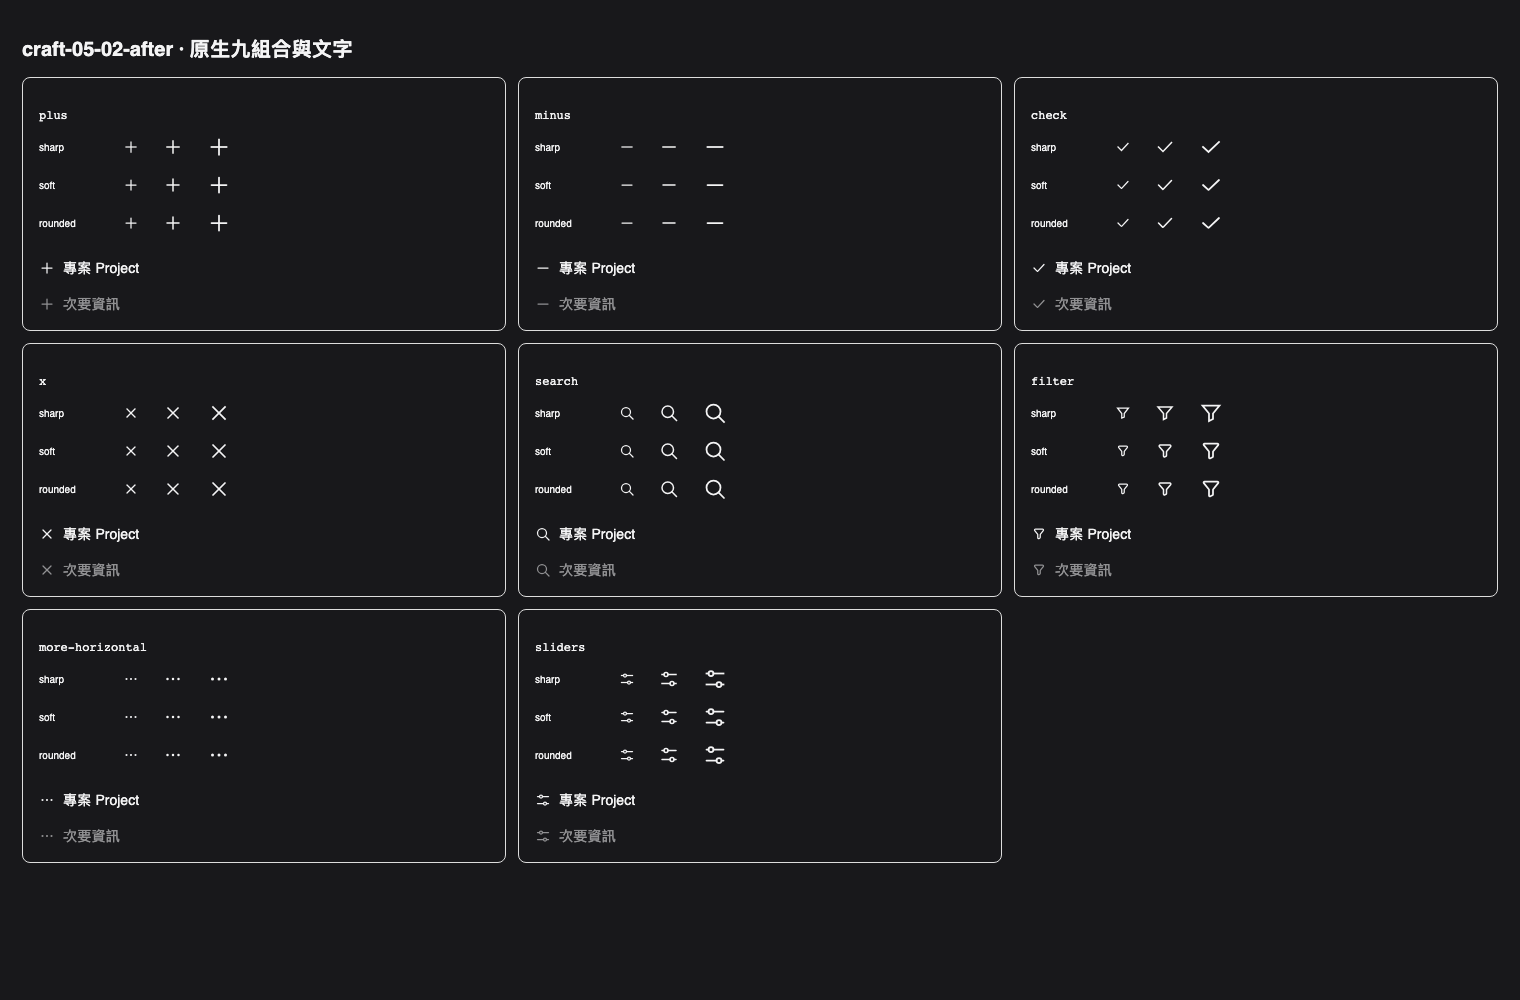 craft-05-02-after · 原生九組合與文字
plus
sharp
soft
rounded
專案 Project
次要資訊
minus
sharp
soft
rounded
專案 Project
次要資訊
check
sharp
soft
rounded
專案 Project
次要資訊
x
sharp
soft
rounded
專案 Project
次要資訊
search
sharp
soft
rounded
專案 Project
次要資訊
filter
sharp
soft
rounded
專案 Project
次要資訊
more-horizontal
sharp
soft
rounded
專案 Project
次要資訊
sliders
sharp
soft
rounded
專案 Project
次要資訊